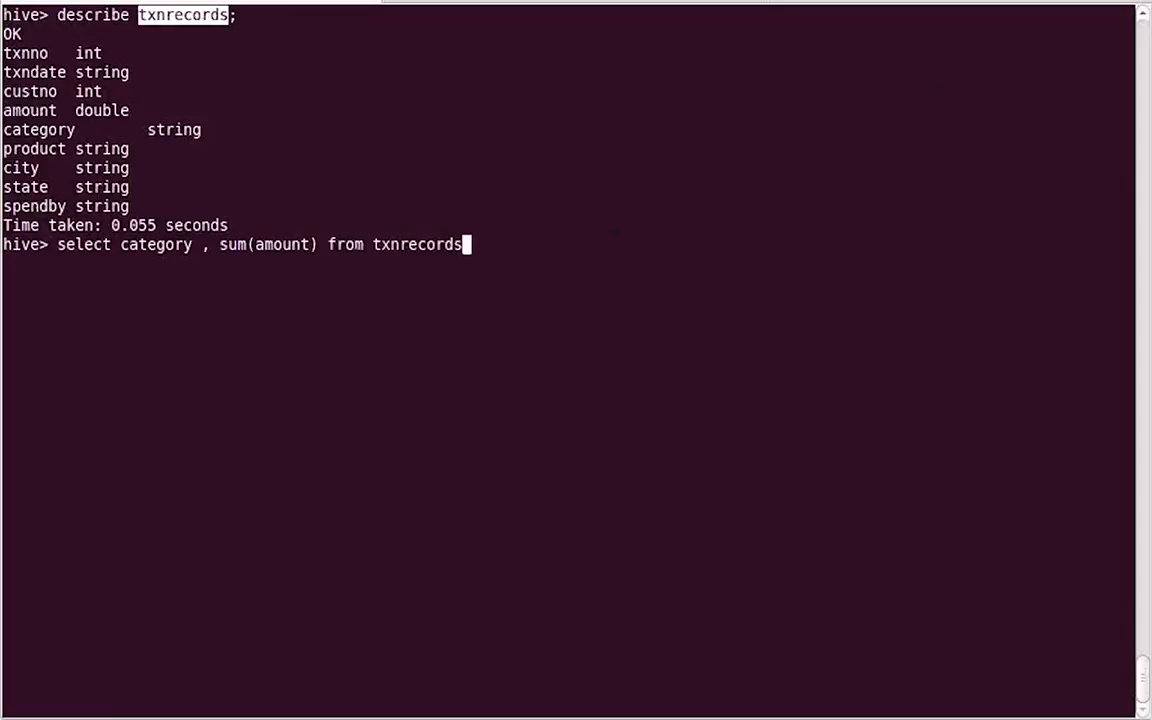 hive> describe txnrecords;
OK
txnno   int
txndate string
custno  int
amount  double
category        string
product string
city    string
state   string
spendby string
Time taken: 0.055 seconds
hive> select category , sum(amount) from txnrecords